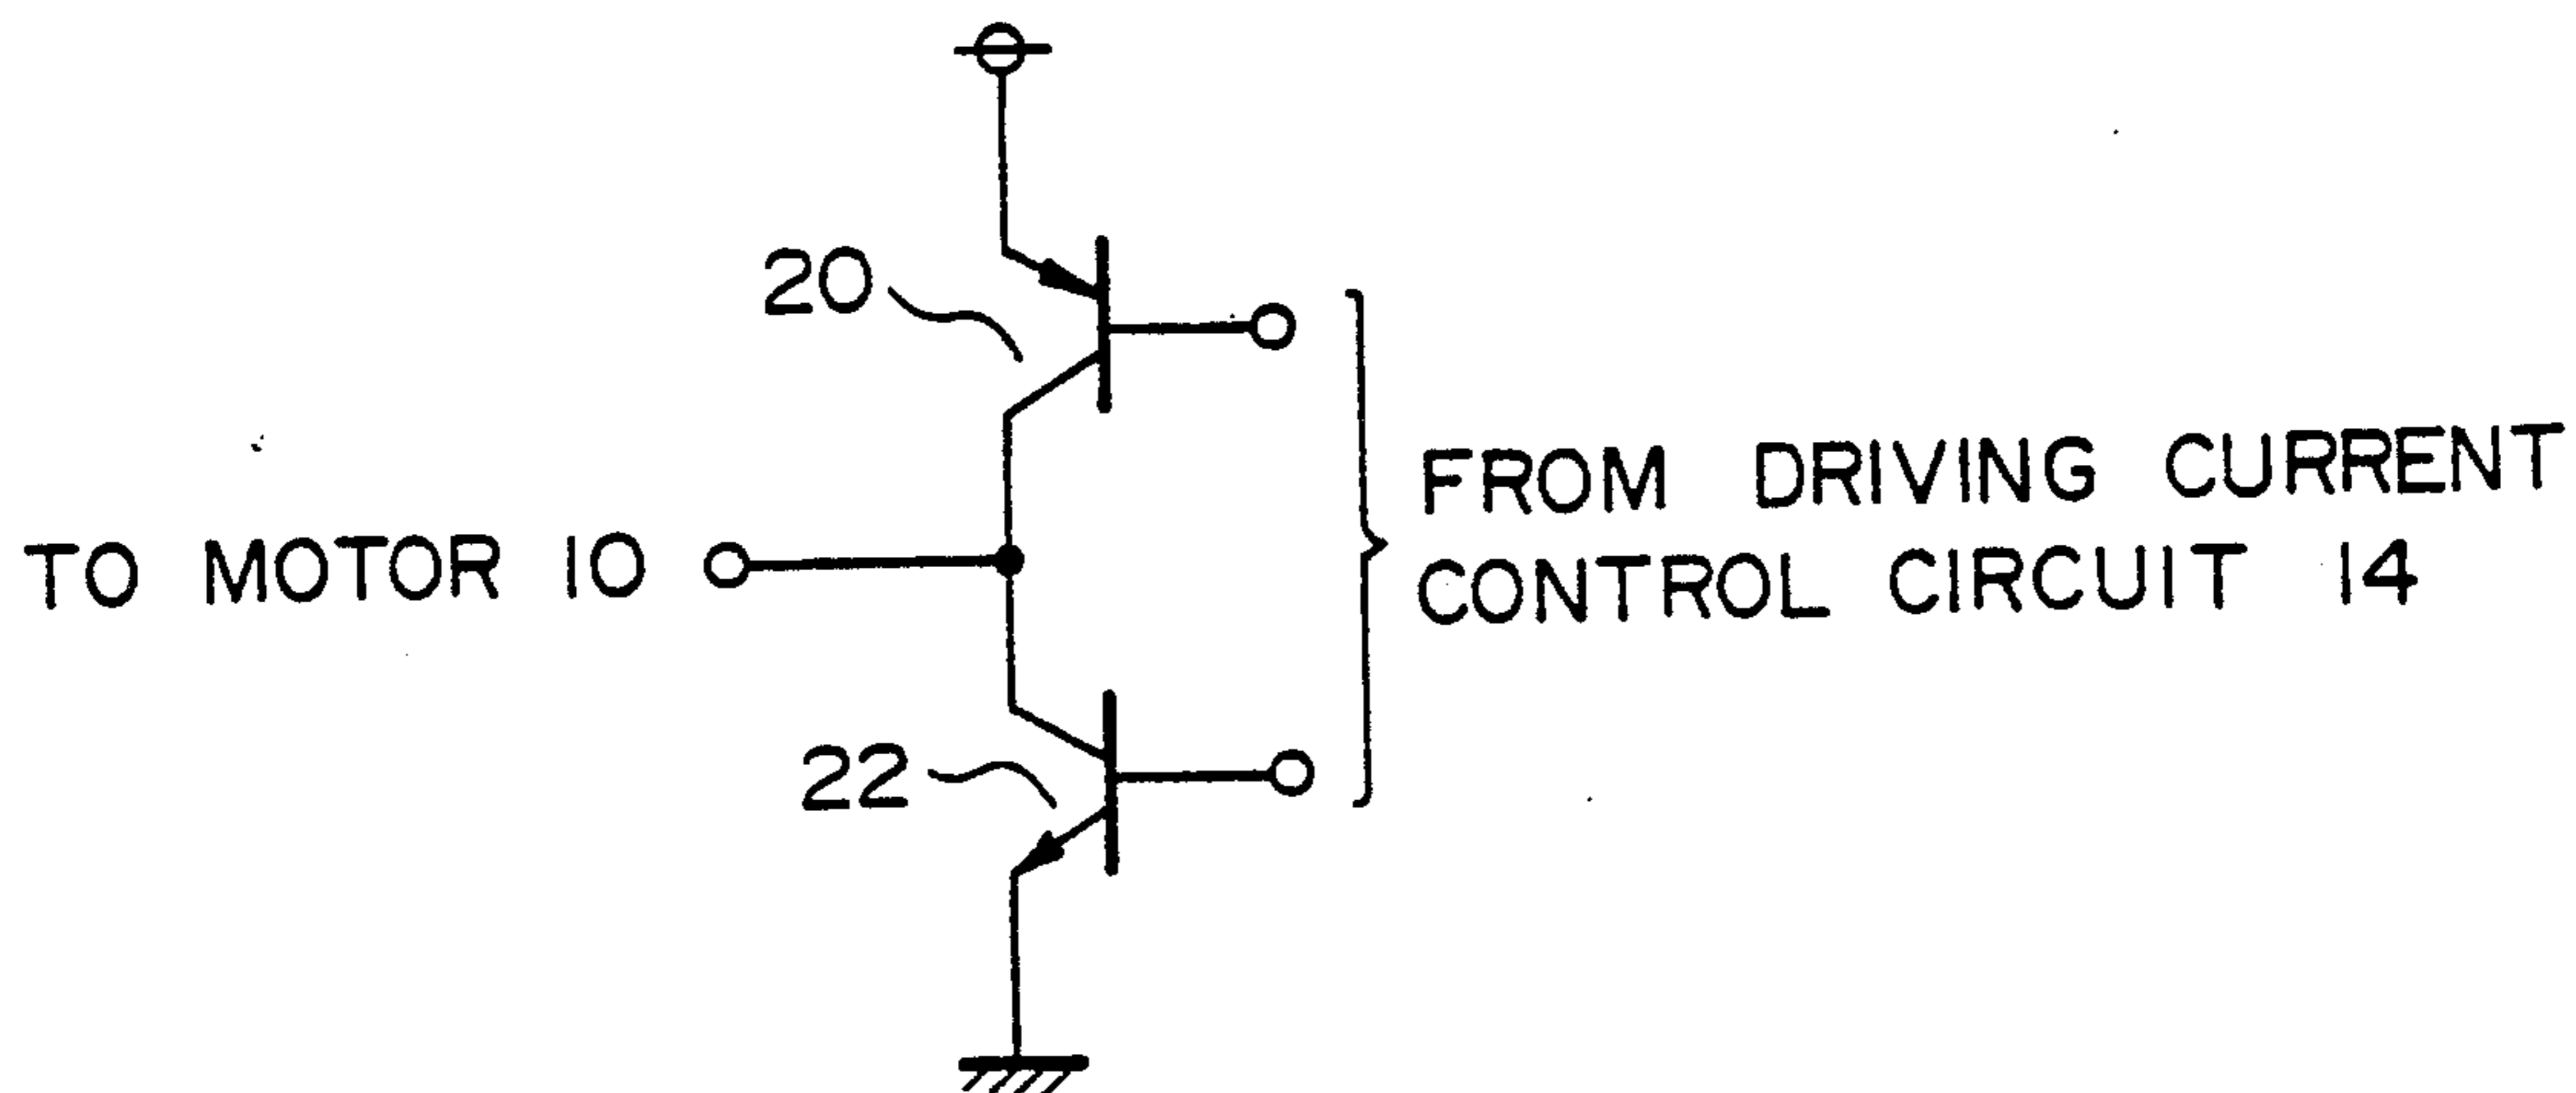 20
TO MOTOR 10
FROM DRIVING CURRENT
CONTROL CIRCUIT 14
22